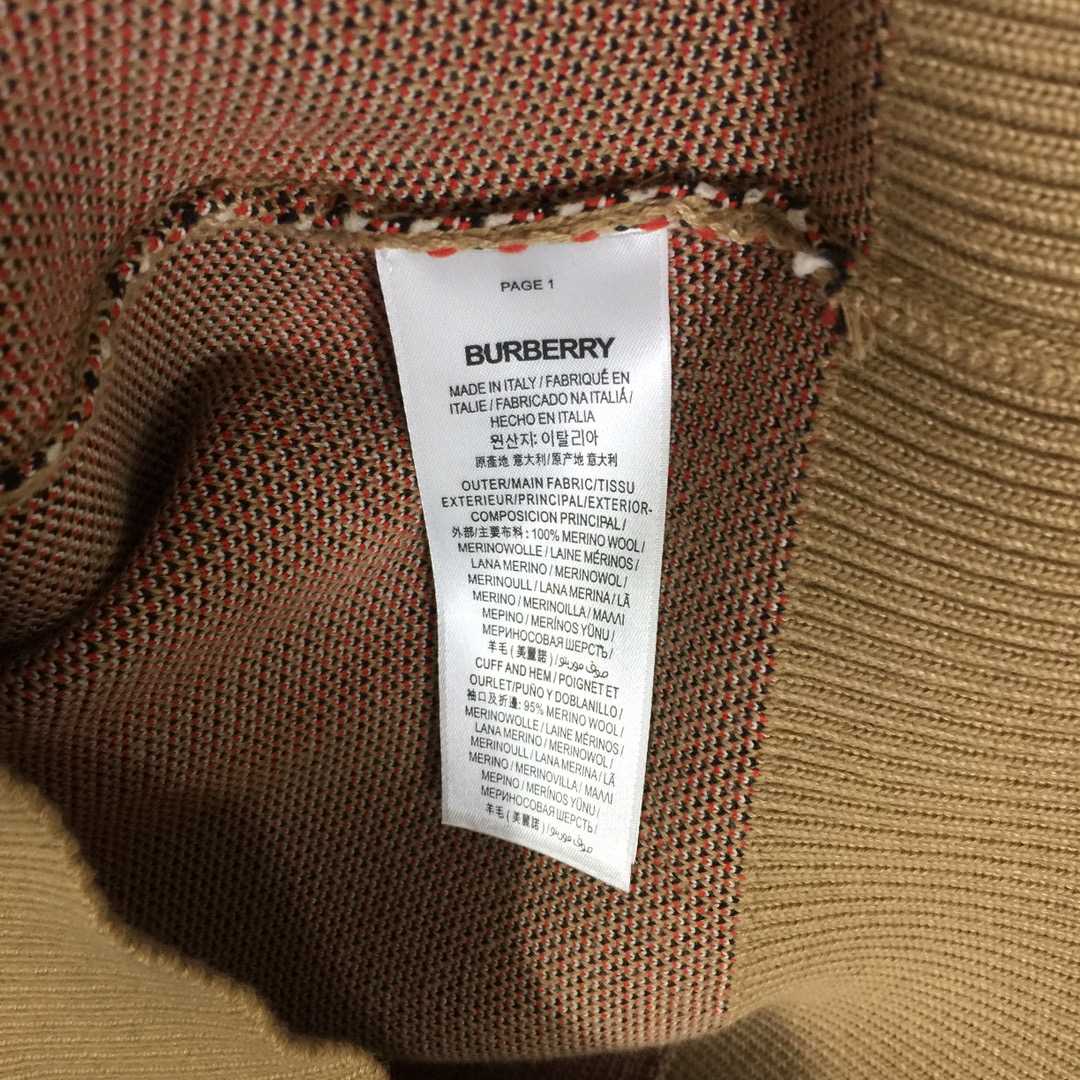 PAGE 1
BURBERRY
MADE IN ITALY / FABRIQUÉ EN
ITALIE / FABRICADO NA ITALIÁ /
HECHO EN ITALIA
원산지: 이탈리아
原產地 意大利/原产地 意大利
OUTER/MAIN FABRIC/TISSU
EXTERIEUR/PRINCIPAL/EXTERIOR-
COMPOSICION PRINCIPAL /
外部/主要布料: 100% MERINO WOOL /
MERINOWOLLE / LAINE MÉRINOS /
LANA MERINO / MERINOWOL /
MERINOULL / LANA MERINA / LÃ
MERINO / MERINOILLA / ΜΑΛΛΙ
ΜΕΡΙΝΟ / MERİNOS YÜNU /
МЕРИНОСОВАЯ ШЕРСТЬ /
羊毛 ( 美麗諾 ) / صوف مورينو /
CUFF AND HEM / POIGNET ET
OURLET/PUÑO Y DOBLANILLO /
袖口及折邊: 95% MERINO WOOL /
MERINOWOLLE / LAINE MÉRINOS /
LANA MERINO / MERINOWOL /
MERINOULL / LANA MERINA / LÃ
MERINO / MERINOVILLA / ΜΑΛΛΙ
ΜΕΡΙΝΟ / MERİNOS YÜNU /
МЕРИНОСОВАЯ ШЕРСТЬ /
羊毛 ( 美麗諾 ) / صوف مورينو /